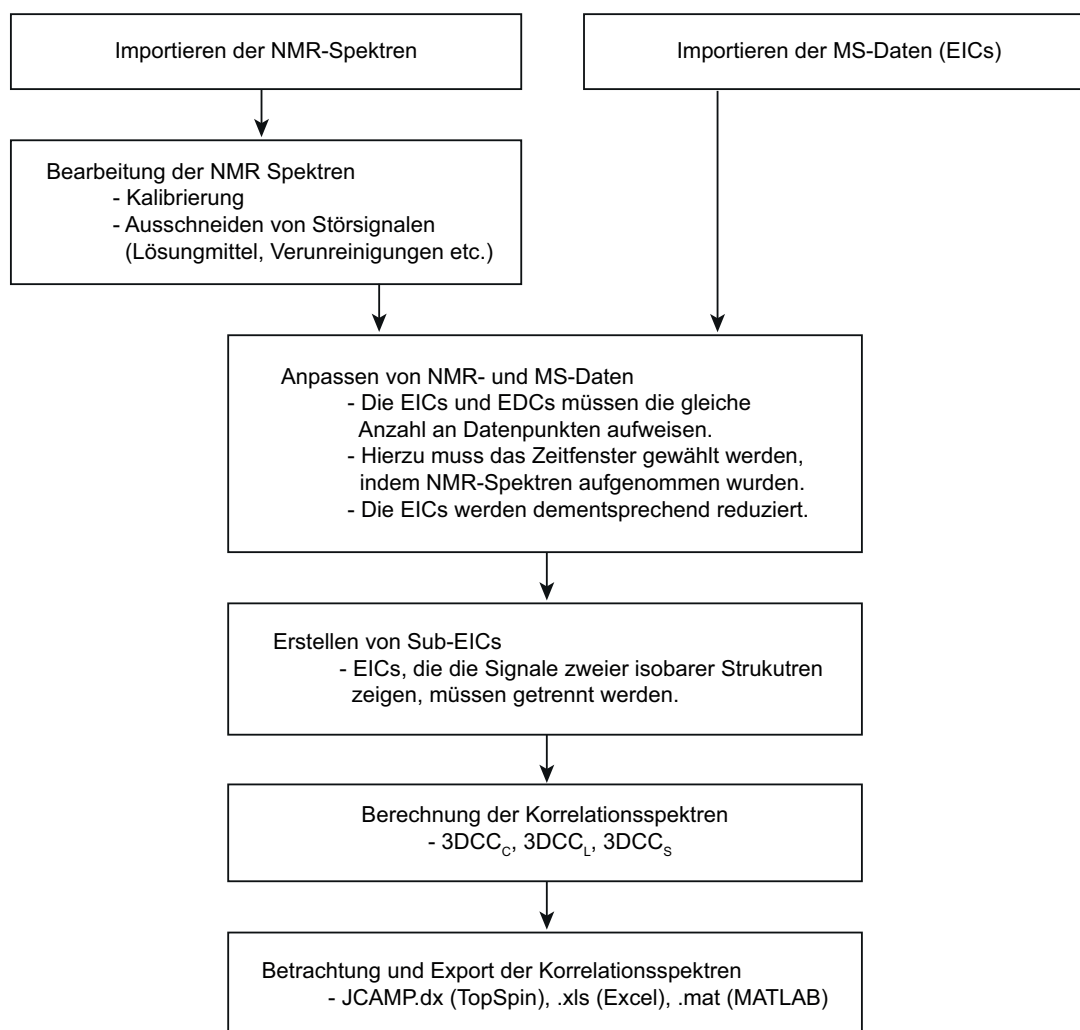 Importieren der NMR-Spektren
Importieren der MS-Daten (EICs)
Bearbeitung der NMR Spektren
- Kalibrierung
- Ausschneiden von Störsignalen
(Lösungmittel, Verunreinigungen etc.)
Anpassen von NMR- und MS-Daten
- Die EICs und EDCs müssen die gleiche
Anzahl an Datenpunkten aufweisen.
- Hierzu muss das Zeitfenster gewählt werden,
indem NMR-Spektren aufgenommen wurden.
- Die EICs werden dementsprechend reduziert.
Erstellen von Sub-EICs
- EICs, die die Signale zweier isobarer Strukutren
zeigen, müssen getrennt werden.
Berechnung der Korrelationsspektren
- 3DCC_C, 3DCC_L, 3DCC_S
Betrachtung und Export der Korrelationsspektren
- JCAMP.dx (TopSpin), .xls (Excel), .mat (MATLAB)